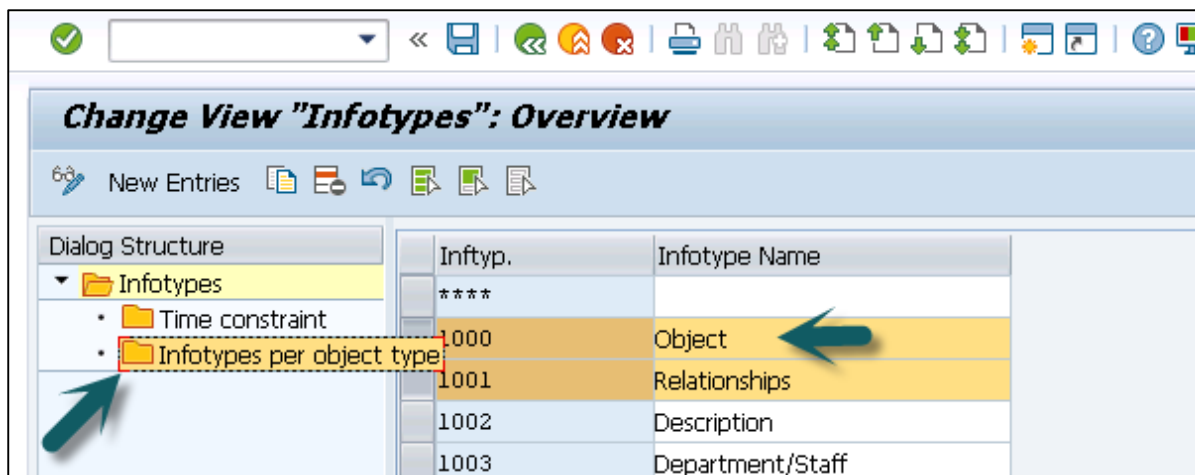 Change View "Infotypes": Overview
New Entries
Dialog Structure
Infotypes
Time constraint
Infotypes per object type
Inftyp. Infotype Name
****
1000 Object
1001 Relationships
1002 Description
1003 Department/Staff